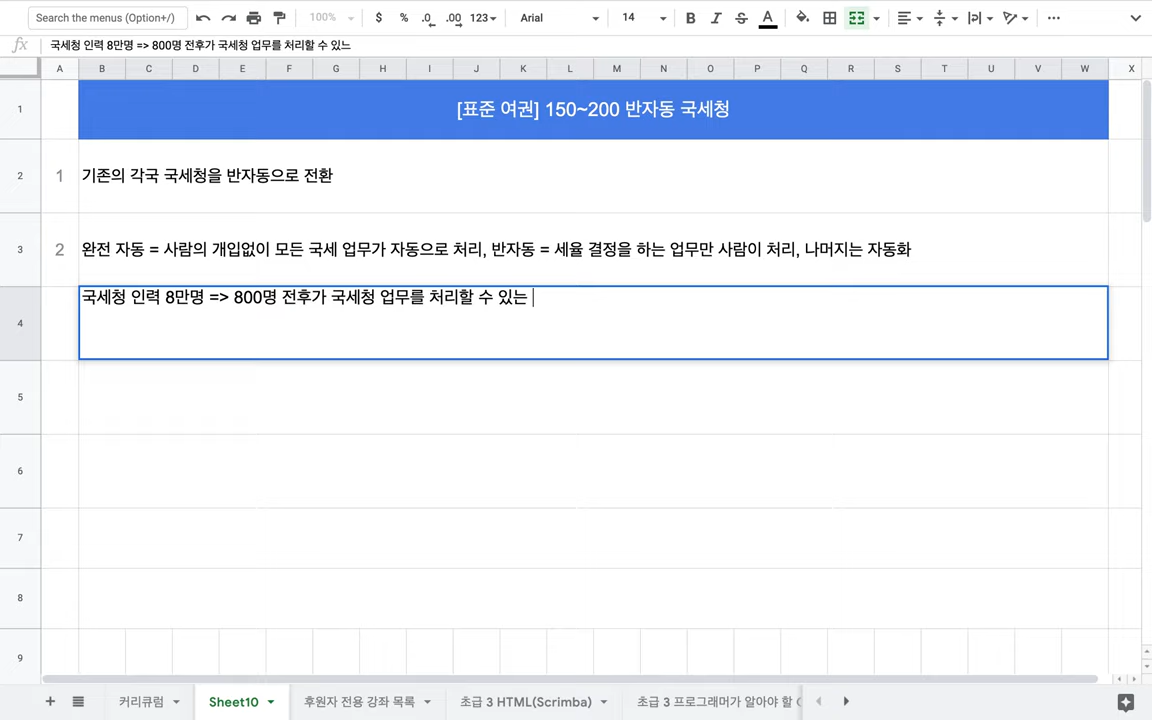 Search the menus (Option+/) 100% $ % .0 .00 123 Arial 14 B I S A
fx 국세청 인력 8만명 => 800명 전후가 국세청 업무를 처리할 수 있느
A B C D E F G H I J K L M N O P Q R S T U V W X
1 [표준 여권] 150~200 반자동 국세청
2 1 기존의 각국 국세청을 반자동으로 전환
3 2 완전 자동 = 사람의 개입없이 모든 국세 업무가 자동으로 처리, 반자동 = 세율 결정을 하는 업무만 사람이 처리, 나머지는 자동화
4 국세청 인력 8만명 => 800명 전후가 국세청 업무를 처리할 수 있는
5
6
7
8
9
커리큐럼 Sheet10 후원자 전용 강좌 목록 초급 3 HTML(Scrimba) 초급 3 프로그래머가 알아야 할